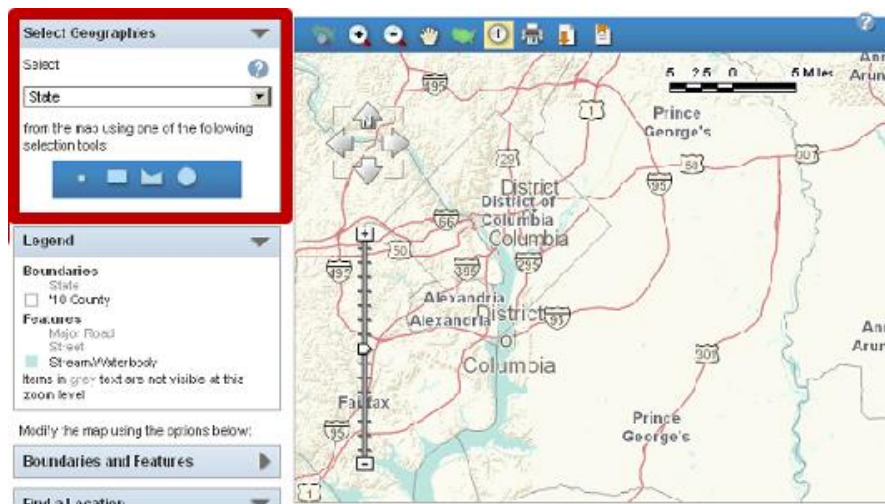 Select Geographies
Select
State
from the map using one of the following
selection tools
Legend
Boundaries
State
'10 County
Features
Major Road
Street
Stream/Waterbody
Items in grey text are not visible at this
zoom level
Modify the map using the options below:
Boundaries and Features
Find a Location
5 2.5 0 5 Miles
Ann
Arun
495
1
Prince
George's
29
50
301
95
District
District of
of
Columbia
Columbia
66
50
495
395
295
Alexandria
Alexandria
District
95
of
Columbia
301
Ann
Arun
Fairfax
95
Prince
George's
1